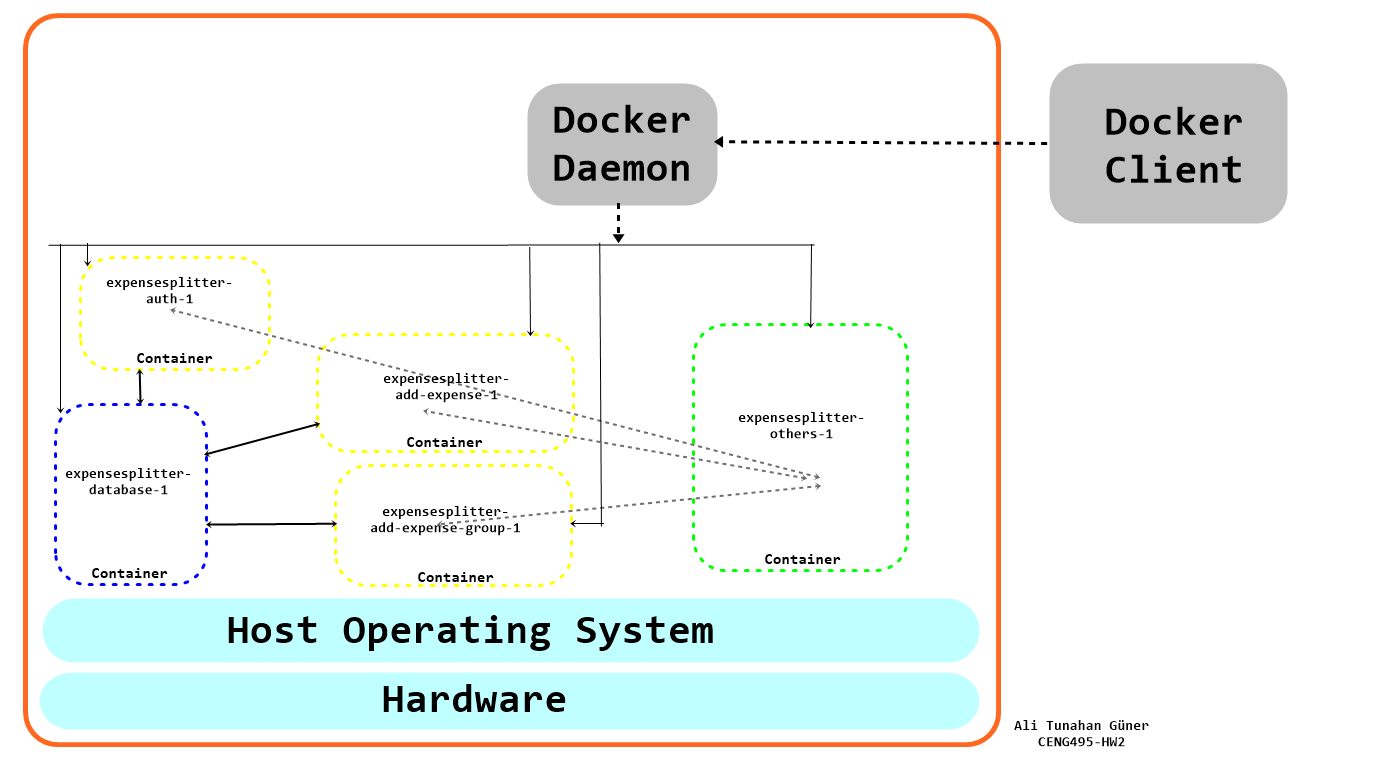 Docker
Daemon
Docker
Client
expensesplitter-
auth-1
Container
expensesplitter-
add-expense-1
Container
expensesplitter-
others-1
Container
expensesplitter-
database-1
Container
expensesplitter-
add-expense-group-1
Container
Host Operating System
Hardware
Ali Tunahan Güner
CENG495-HW2